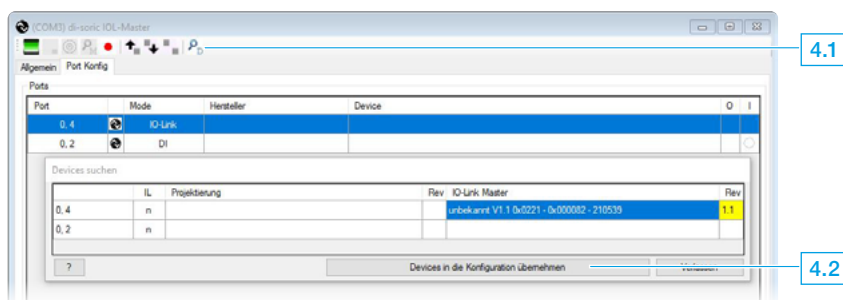 (COM3) di-soric IOL-Master
4.1
Allgemein Port Konfig
Ports
Port Mode Hersteller Device O I
0, 4 IO-Link
0, 2 DI
Devices suchen
IL Projektierung Rev IO-Link Master Rev
0, 4 n unbekannt V1.1 0x0221 - 0x000082 - 210539 1.1
0, 2 n
? Devices in die Konfiguration übernehmen Verlassen
4.2